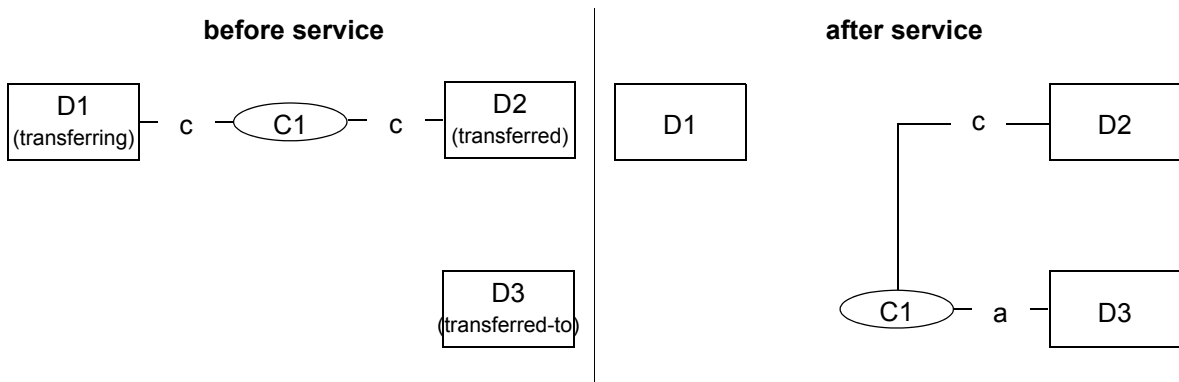 before service
after service
D1
(transferring)
c
C1
c
D2
(transferred)
D3
(transferred-to)
D1
c
D2
C1
a
D3